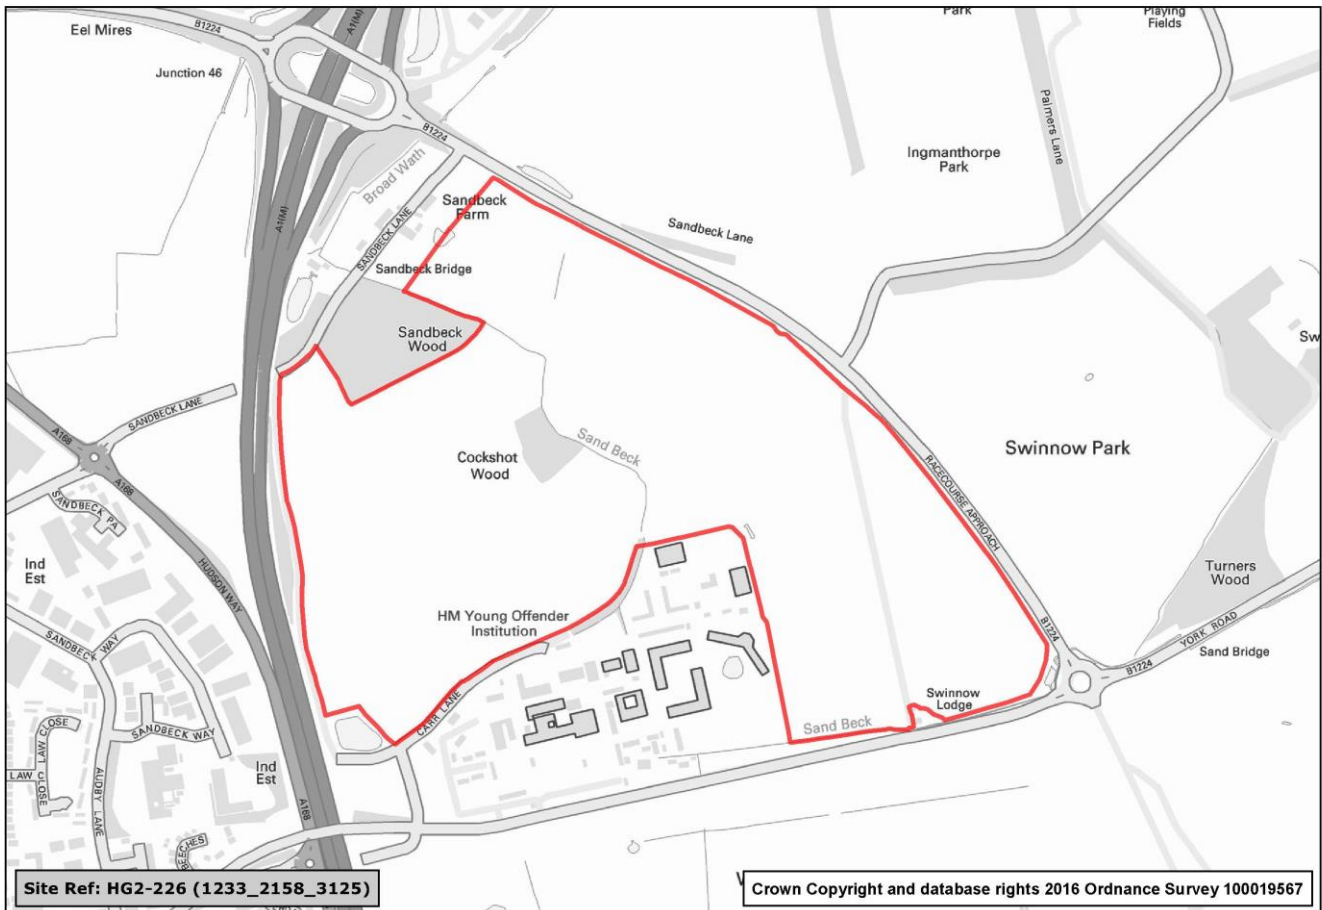 Eel Mires
B1224
A1(M)
Park
Playing
Fields
Junction 46
B1224
Palmers Lane
Ingmanthorpe
Park
Broad Wath
Sandbeck
Farm
A1(M)
SANDBECK LANE
Sandbeck Lane
Sandbeck Bridge
Sandbeck
Wood
Sw
SANDBECK LANE
A168
Sand Beck
Cockshot
Wood
Swinnow Park
A168
SANDBECK PA
RACECOURSE APPROACH
Ind
Est
HUDSON WAY
Turners
Wood
HM Young Offender
Institution
SANDBECK WAY
B1224
YORK ROAD
B1224
Sand Bridge
Swinnow
Lodge
CARR LANE
Sand Beck
LAW CLOSE
SANDBECK WAY
LAW CLOSE
Ind
Est
AUDBY LANE
A168
BEECHES
Site Ref: HG2-226 (1233_2158_3125)
Crown Copyright and database rights 2016 Ordnance Survey 100019567